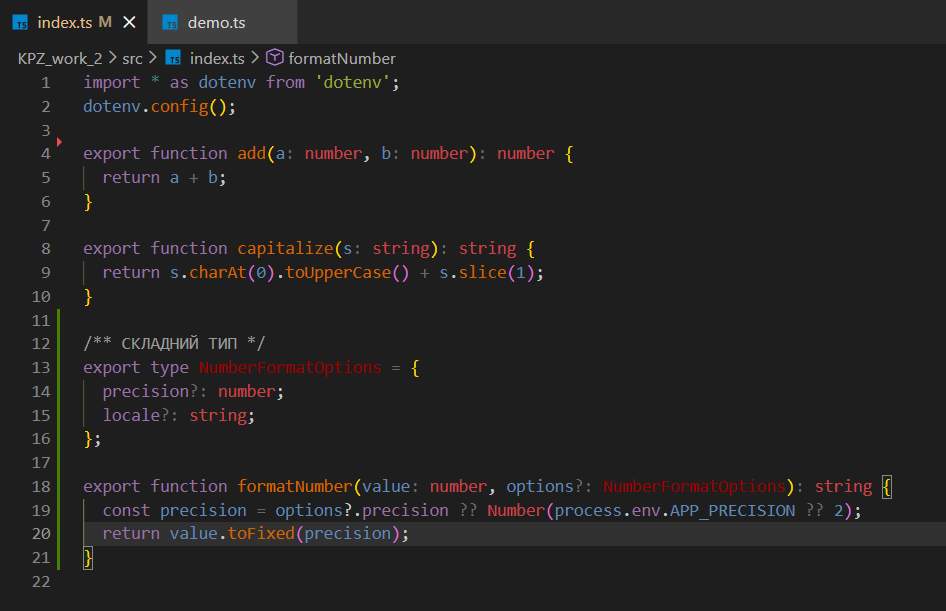 TS index.ts M ×
TS demo.ts
KPZ_work_2 > src > TS index.ts > formatNumber
1 import * as dotenv from 'dotenv';
2 dotenv.config();
3
4 export function add(a: number, b: number): number {
5   return a + b;
6 }
7
8 export function capitalize(s: string): string {
9   return s.charAt(0).toUpperCase() + s.slice(1);
10 }
11
12 /** СКЛАДНИЙ ТИП */
13 export type NumberFormatOptions = {
14   precision?: number;
15   locale?: string;
16 };
17
18 export function formatNumber(value: number, options?: NumberFormatOptions): string {
19   const precision = options?.precision ?? Number(process.env.APP_PRECISION ?? 2);
20   return value.toFixed(precision);
21 }
22